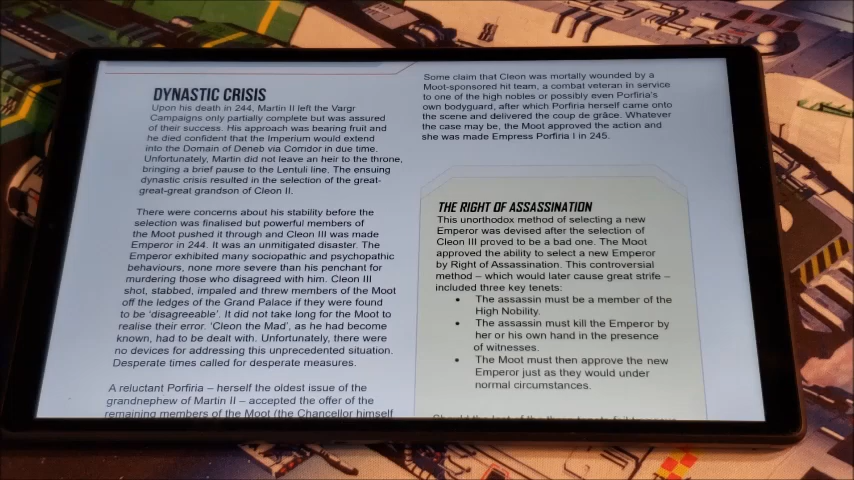 DYNASTIC CRISIS
Upon his death in 244, Martin II left the Vargr
Campaigns only partially complete but was assured
of their success. His approach was bearing fruit and
he died confident that the Imperium would extend
into the Domain of Deneb via Corridor in due time.
Unfortunately, Martin did not leave an heir to the throne,
bringing a brief pause to the Lentuli line. The ensuing
dynastic crisis resulted in the selection of the great-
great-great grandson of Cleon II.
There were concerns about his stability before the
selection was finalised but powerful members of
the Moot pushed it through and Cleon III was made
Emperor in 244. It was an unmitigated disaster. The
Emperor exhibited many sociopathic and psychopathic
behaviours, none more severe than his penchant for
murdering those who disagreed with him. Cleon III
shot, stabbed, impaled and threw members of the Moot
off the ledges of the Grand Palace if they were found
to be ‘disagreeable’. It did not take long for the Moot to
realise their error. ‘Cleon the Mad’, as he had become
known, had to be dealt with. Unfortunately, there were
no devices for addressing this unprecedented situation.
Desperate times called for desperate measures.
A reluctant Porfiria – herself the oldest issue of the
grandnephew of Martin II – accepted the offer of the
remaining members of the Moot (the Chancellor himself
Some claim that Cleon was mortally wounded by a
Moot-sponsored hit team, a combat veteran in service
to one of the high nobles or possibly even Porfiria's
own bodyguard, after which Porfiria herself came onto
the scene and delivered the coup de grâce. Whatever
the case may be, the Moot approved the action and
she was made Empress Porfiria I in 245.
THE RIGHT OF ASSASSINATION
This unorthodox method of selecting a new
Emperor was devised after the selection of
Cleon III proved to be a bad one. The Moot
approved the ability to select a new Emperor
by Right of Assassination. This controversial
method – which would later cause great strife –
included three key tenets:
• The assassin must be a member of the
High Nobility.
• The assassin must kill the Emperor by
her or his own hand in the presence
of witnesses.
• The Moot must then approve the new
Emperor just as they would under
normal circumstances.